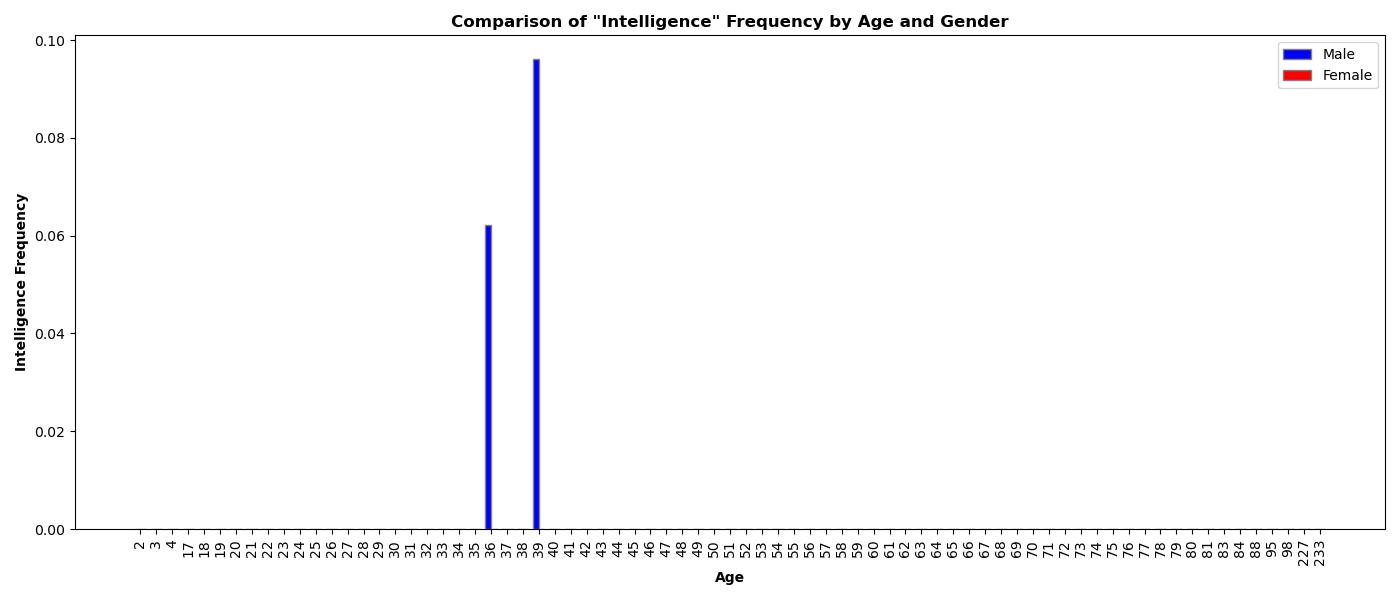 Comparison of "Intelligence" Frequency by Age and Gender
Male
Female
0.10
0.08
0.06
0.04
0.02
0.00
Intelligence Frequency
2 3 4 17 18 19 20 21 22 23 24 25 26 27 28 29 30 31 32 33 34 35 36 37 38 39 40 41 42 43 44 45 46 47 48 49 50 51 52 53 54 55 56 57 58 59 60 61 62 63 64 65 66 67 68 69 70 71 72 73 74 75 76 77 78 79 80 81 83 84 88 95 98 227 233
Age